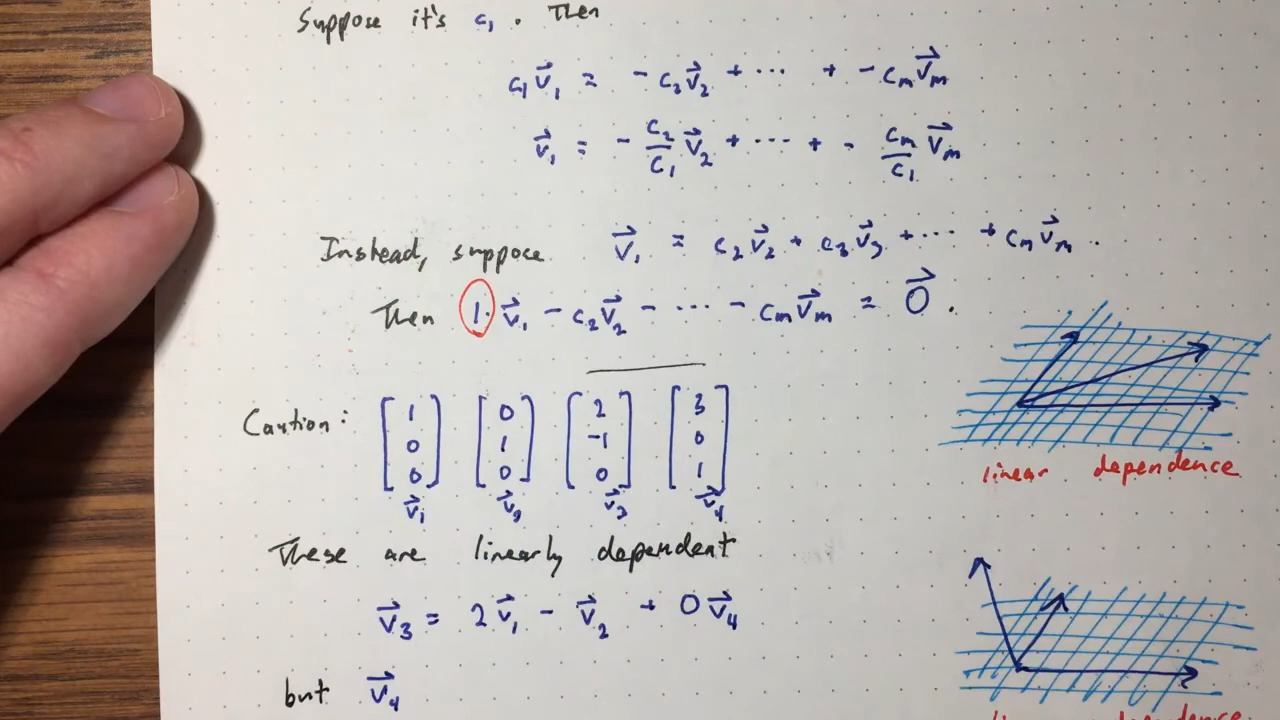 Suppose it's c₁. Then
c₁v⃗₁ = - c₂v⃗₂ + ··· + - cₘv⃗ₘ
v⃗₁ = - c₂/c₁ v⃗₂ + ··· + - cₘ/c₁ v⃗ₘ
Instead, suppose v⃗₁ = c₂v⃗₂ + c₃v⃗₃ + ··· + cₘv⃗ₘ.
Then 1·v⃗₁ - c₂v⃗₂ - ··· - cₘv⃗ₘ = 0⃗.
Caution: [1 0 0] [0 1 0] [2 -1 0] [3 0 1]
v⃗₁ v⃗₂ v⃗₃ v⃗₄
linear dependence
These are linearly dependent
v⃗₃ = 2v⃗₁ - v⃗₂ + 0v⃗₄
but v⃗₄